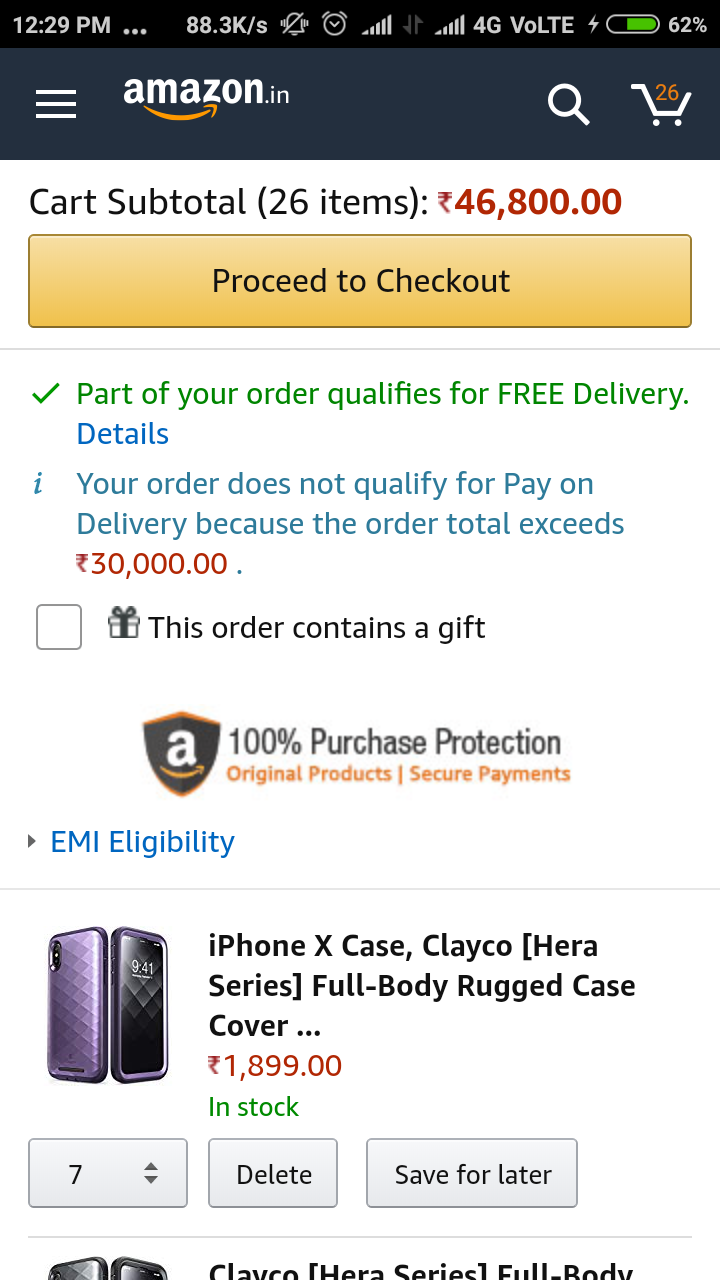 12:29 PM ... 88.3K/s 4G VoLTE 62%
amazon.in
26
Cart Subtotal (26 items): ₹46,800.00
Proceed to Checkout
Part of your order qualifies for FREE Delivery.
Details
i Your order does not qualify for Pay on
Delivery because the order total exceeds
₹30,000.00 .
This order contains a gift
a 100% Purchase Protection
Original Products | Secure Payments
EMI Eligibility
9:41
iPhone X Case, Clayco [Hera
Series] Full-Body Rugged Case
Cover ...
₹1,899.00
In stock
7 Delete Save for later
Clayco [Hera Series] Full-Body